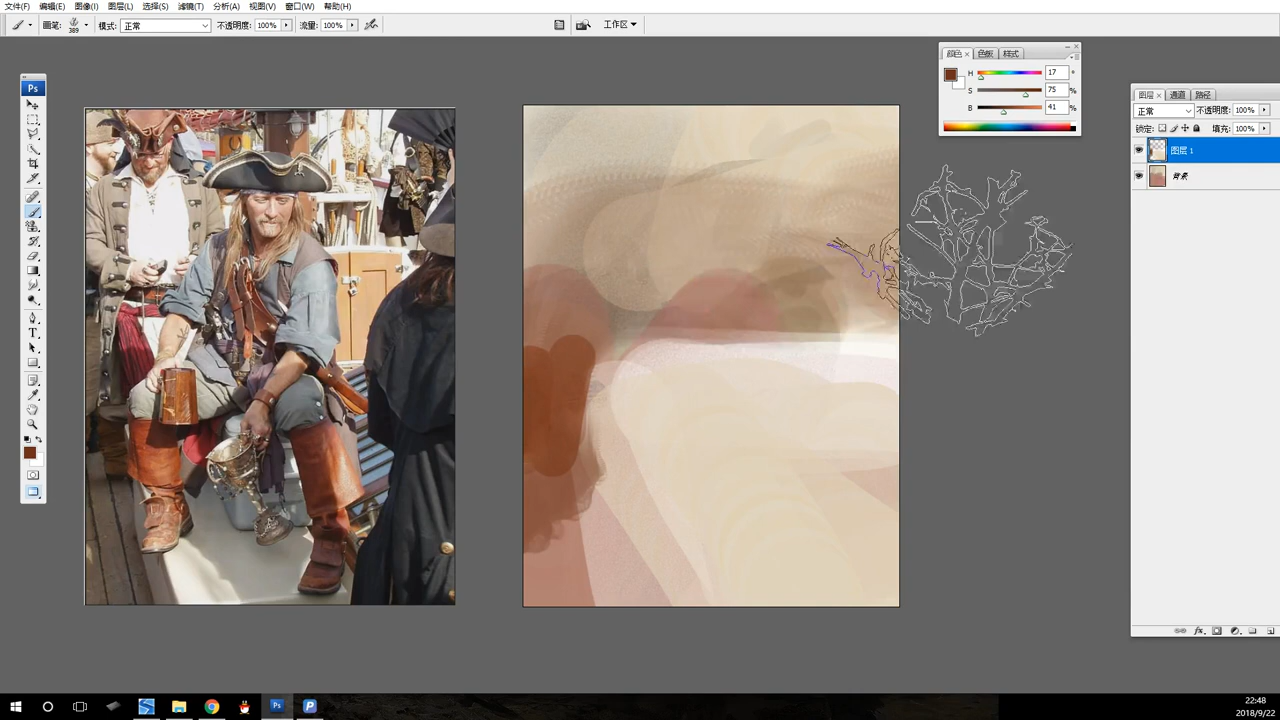 文件(F) 编辑(E) 图像(I) 图层(L) 选择(S) 滤镜(T) 分析(A) 视图(V) 窗口(W) 帮助(H)
画笔: 389 模式: 正常 不透明度: 100% 流量: 100% 工作区
颜色 × 色板 样式
H 17 °
S 75 %
B 41 %
图层 × 通道 路径
正常 不透明度: 100%
锁定: 填充: 100%
图层 1
背景
Ps
T
fx
Ps
22:48
2018/9/22